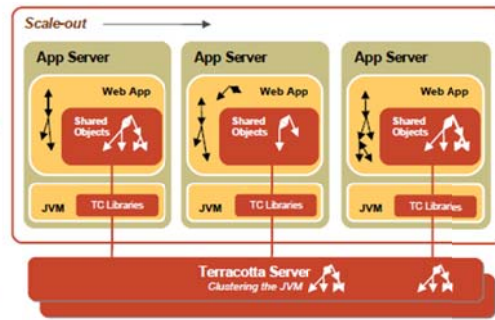 Scale-out
App Server
App Server
App Server
Web App
Web App
Web App
Shared
Objects
Shared
Objects
Shared
Objects
JVM
TC Libraries
JVM
TC Libraries
JVM
TC Libraries
Terracotta Server
Clustering the JVM